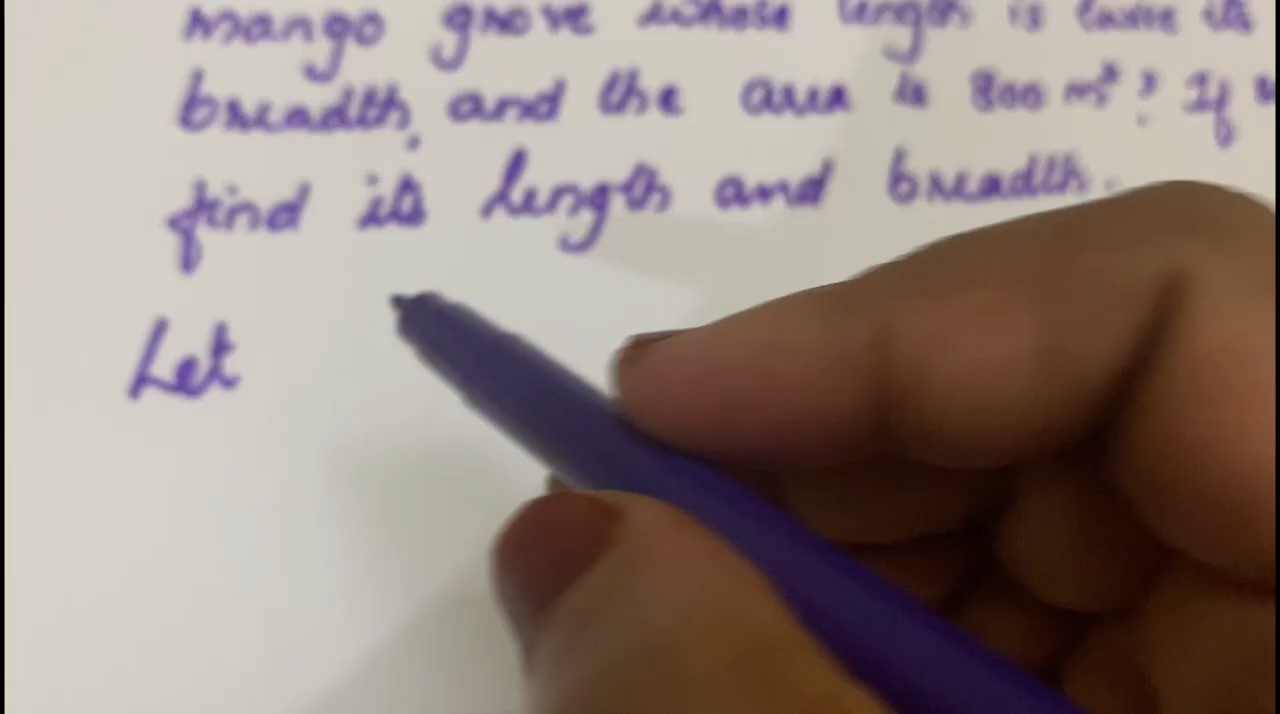 mango grove whose length is twice its
breadth, and the area is 800 m²? If
find its length and breadth.
Let